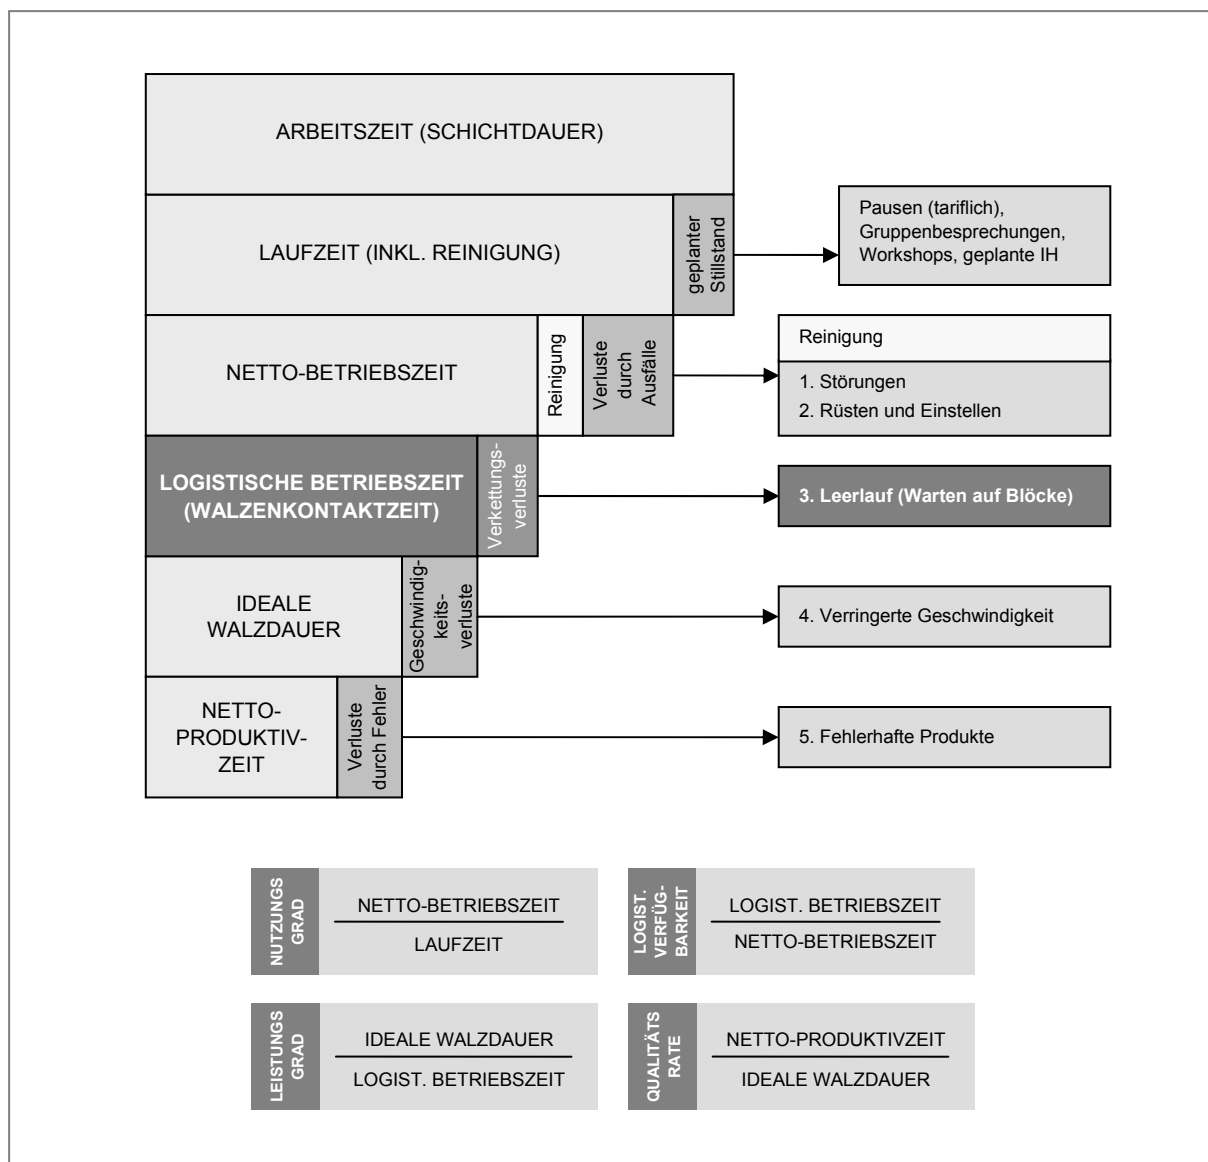 ARBEITSZEIT (SCHICHTDAUER)
LAUFZEIT (INKL. REINIGUNG)
geplanter
Stillstand
Pausen (tariflich),
Gruppenbesprechungen,
Workshops, geplante IH
NETTO-BETRIEBSZEIT
Reinigung
Verluste
durch
Ausfälle
Reinigung
1. Störungen
2. Rüsten und Einstellen
LOGISTISCHE BETRIEBSZEIT
(WALZENKONTAKTZEIT)
Verkettungs-
verluste
3. Leerlauf (Warten auf Blöcke)
IDEALE
WALZDAUER
Geschwindig-
keits-
verluste
4. Verringerte Geschwindigkeit
NETTO-
PRODUKTIV-
ZEIT
Verluste
durch Fehler
5. Fehlerhafte Produkte
NUTZUNGS
GRAD
NETTO-BETRIEBSZEIT
LAUFZEIT
LOGIST.
VERFÜG-
BARKEIT
LOGIST. BETRIEBSZEIT
NETTO-BETRIEBSZEIT
LEISTUNGS
GRAD
IDEALE WALZDAUER
LOGIST. BETRIEBSZEIT
QUALITÄTS
RATE
NETTO-PRODUKTIVZEIT
IDEALE WALZDAUER